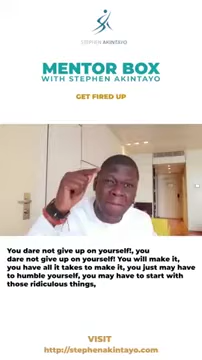 STEPHEN AKINTAYO
MENTOR BOX
WITH STEPHEN AKINTAYO
GET FIRED UP
You dare not give up on yourself!, you
dare not give up on yourself! You will make it,
you have all it takes to make it, you just may have
to humble yourself, you may have to start with
those ridiculous things,
VISIT
http://stephenakintayo.com